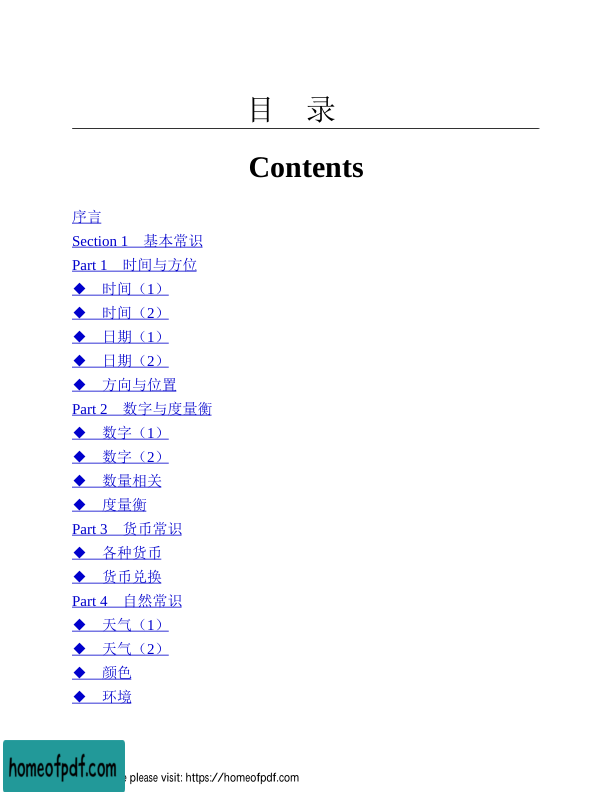 目　录
Contents
序言
Section 1　基本常识
Part 1　时间与方位
◆　时间（1）
◆　时间（2）
◆　日期（1）
◆　日期（2）
◆　方向与位置
Part 2　数字与度量衡
◆　数字（1）
◆　数字（2）
◆　数量相关
◆　度量衡
Part 3　货币常识
◆　各种货币
◆　货币兑换
Part 4　自然常识
◆　天气（1）
◆　天气（2）
◆　颜色
◆　环境
homeofpdf.com
please visit: https://homeofpdf.com